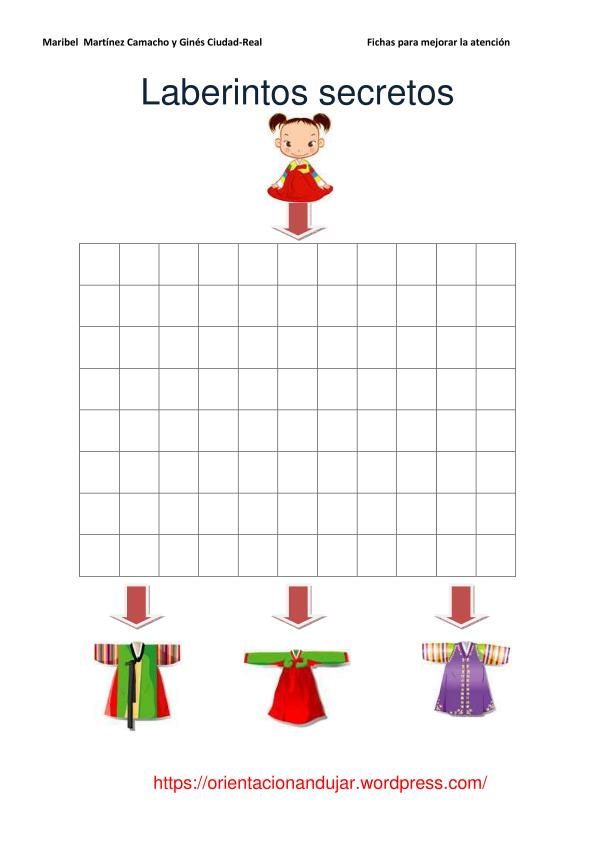 Maribel  Martínez Camacho y Ginés Ciudad-Real Fichas para mejorar la atención
Laberintos secretos
https://orientacionandujar.wordpress.com/